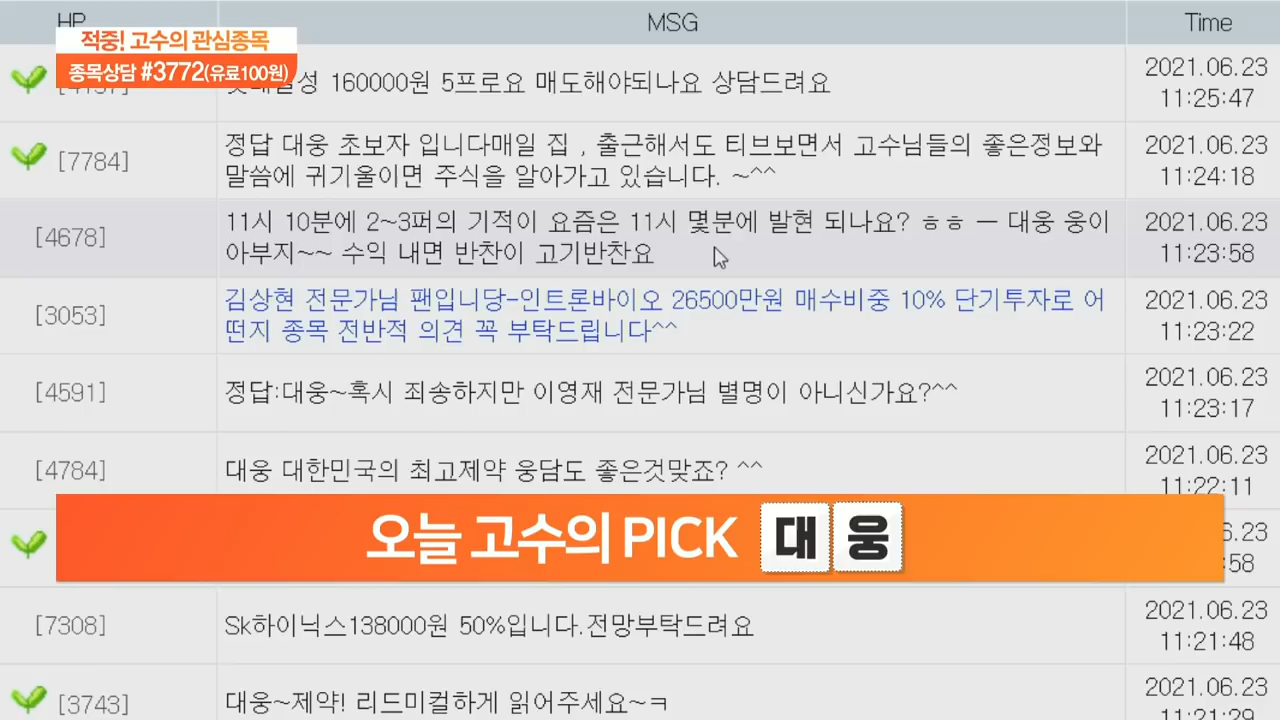 HP MSG Time
적중! 고수의 관심종목
종목상담 #3772(유료100원)
160000원 5프로요 매도해야되나요 상담드려요
2021.06.23
11:25:47
[7784]
정답 대웅 초보자 입니다매일 집 , 출근해서도 티브보면서 고수님들의 좋은정보와
말씀에 귀기울이면 주식을 알아가고 있습니다. ~^^
2021.06.23
11:24:18
[4678]
11시 10분에 2~3퍼의 기적이 요즘은 11시 몇분에 발현 되나요? ㅎㅎ ㅡ 대웅 웅이
아부지~~ 수익 내면 반찬이 고기반찬요
2021.06.23
11:23:58
[3053]
김상현 전문가님 팬입니당-인트론바이오 26500만원 매수비중 10% 단기투자로 어
떤지 종목 전반적 의견 꼭 부탁드립니다^^
2021.06.23
11:23:22
[4591]
정답:대웅~혹시 죄송하지만 이영재 전문가님 별명이 아니신가요?^^
2021.06.23
11:23:17
[4784]
대웅 대한민국의 최고제약 웅담도 좋은것맞죠? ^^
2021.06.23
11:22:11
오늘 고수의 PICK 대웅
6.23
:58
[7308]
Sk하이닉스138000원 50%입니다.전망부탁드려요
2021.06.23
11:21:48
[3743]
대웅~제약! 리드미컬하게 읽어주세요~ㅋ
2021.06.23
11:21:29